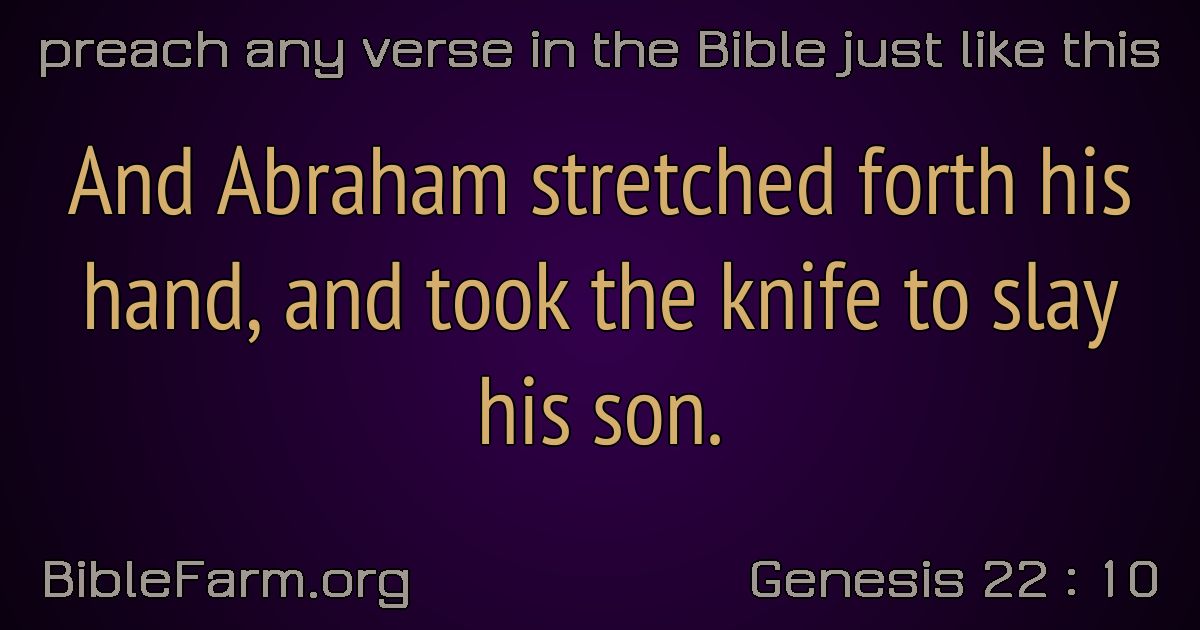 preach any verse in the Bible just like this
And Abraham stretched forth his
hand, and took the knife to slay
his son.
BibleFarm.org
Genesis 22 : 10